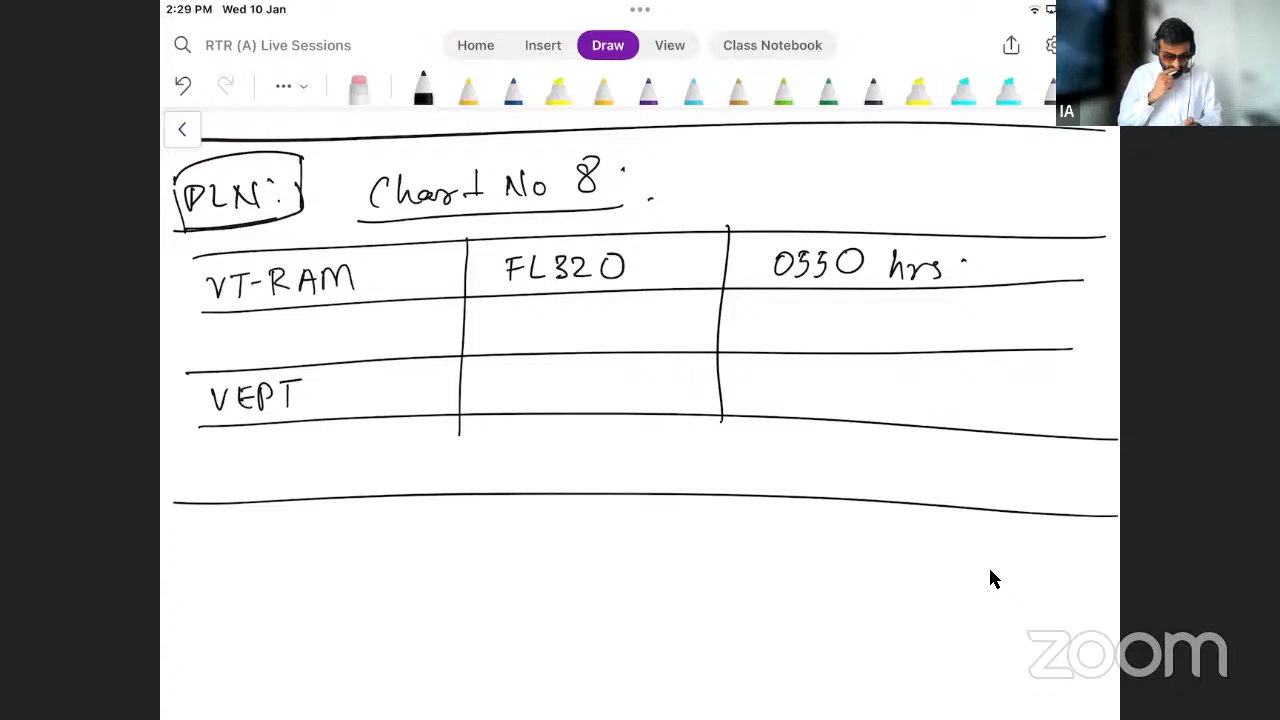 2:29 PM Wed 10 Jan
RTR (A) Live Sessions Home Insert Draw View Class Notebook
IA
PLN: Chart No 8:
VT-RAM FL320 0530 hrs.
VEPT
zoom